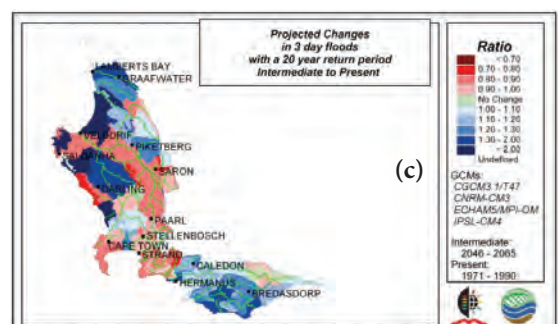 Projected Changes
in 3 day floods
with a 20 year return period
Intermediate to Present
Ratio
< 0.70
0.70 - 0.80
0.80 - 0.90
0.90 - 1.00
No Change
1.00 - 1.10
1.10 - 1.20
1.20 - 1.30
1.30 - 2.00
> 2.00
Undefined
GCMs:
CGCM3.1/T47
CNRM-CM3
ECHAM5/MPI-OM
IPSL-CM4
Intermediate:
2046 - 2065
Present:
1971 - 1990
(c)
LAMBERTS BAY
GRAAFWATER
VELDDRIF
PIKETBERG
SALDANHA
SARON
DARLING
PAARL
STELLENBOSCH
CAPE TOWN
STRAND
CALEDON
HERMANUS
BREDASDORP